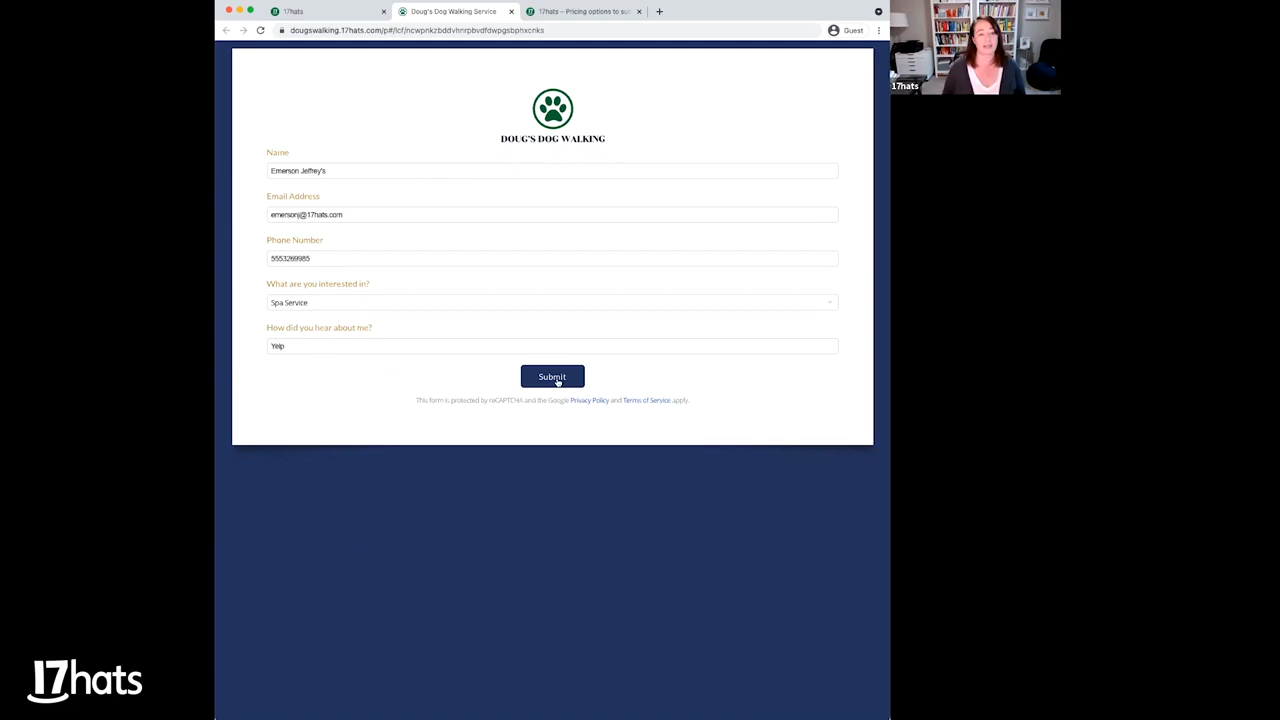 17hats
Doug's Dog Walking Service
17hats – Pricing options to sui
dougswalking.17hats.com/p#/lcf/ncwpnkzbddvhnrpbvdfdwpgsbphxcnks
Guest
17hats
DOUG'S DOG WALKING
Name
Emerson Jeffrey's
Email Address
emersonj@17hats.com
Phone Number
5553269985
What are you interested in?
Spa Service
How did you hear about me?
Yelp
Submit
This form is protected by reCAPTCHA and the Google Privacy Policy and Terms of Service apply.
17hats